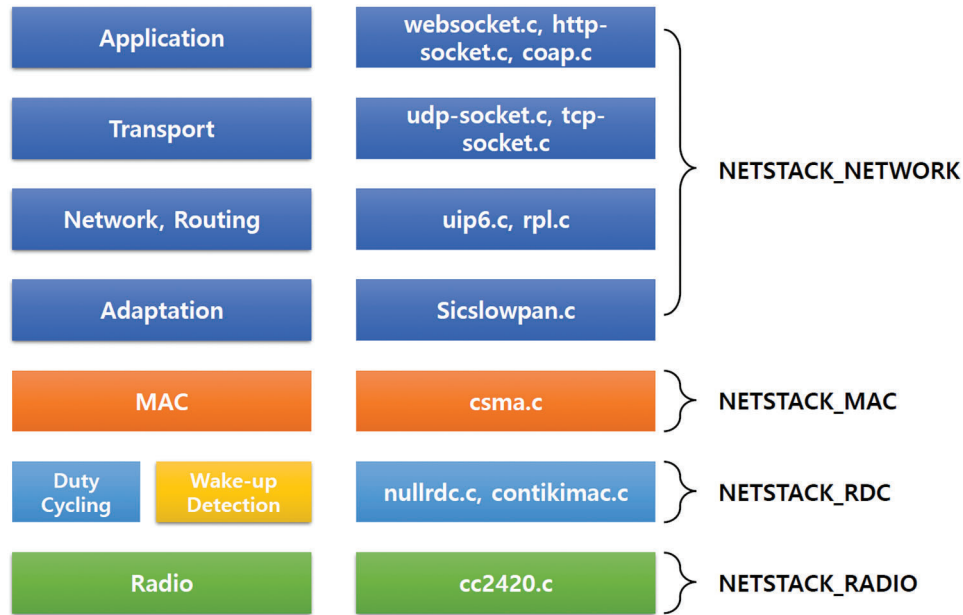 Application
websocket.c, http-
socket.c, coap.c
Transport
udp-socket.c, tcp-
socket.c
NETSTACK_NETWORK
Network, Routing
uip6.c, rpl.c
Adaptation
Sicslowpan.c
MAC
csma.c
NETSTACK_MAC
Duty
Cycling
Wake-up
Detection
nullrdc.c, contikimac.c
NETSTACK_RDC
Radio
cc2420.c
NETSTACK_RADIO